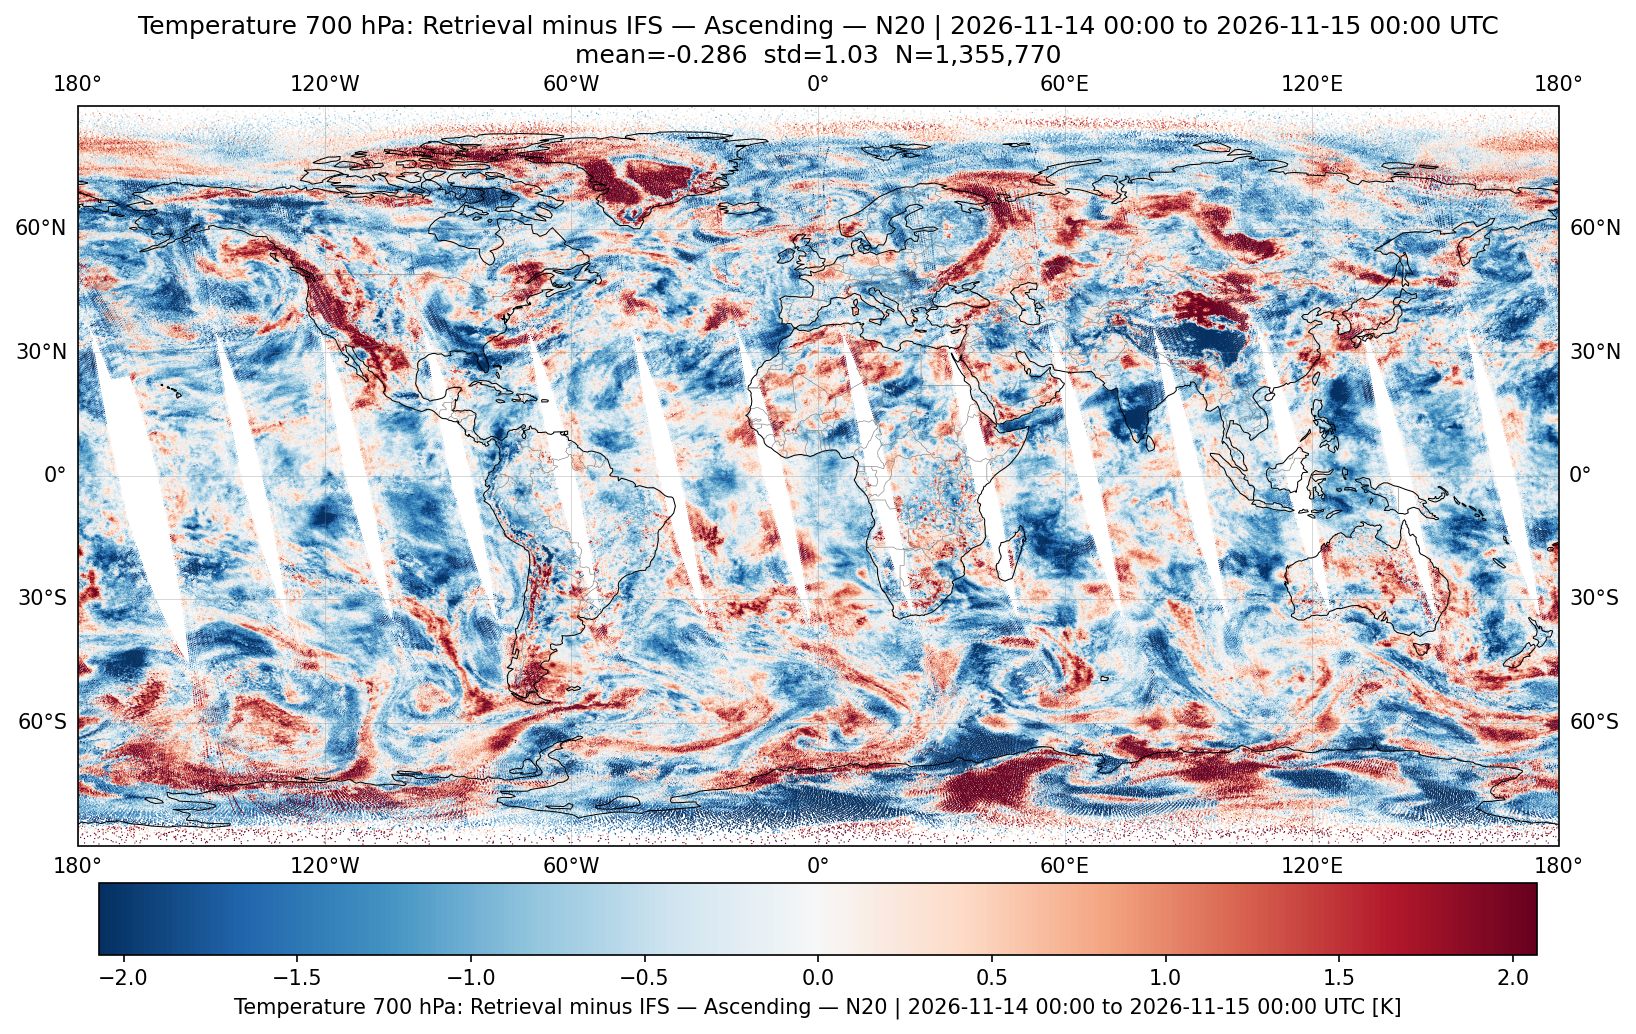 Temperature 700 hPa: Retrieval minus IFS — Ascending — N20 | 2026-11-14 00:00 to 2026-11-15 00:00 UTC
mean=-0.286  std=1.03  N=1,355,770
180° 120°W 60°W 0° 60°E 120°E 180°
60°N 60°N
30°N 30°N
0° 0°
30°S 30°S
60°S 60°S
180° 120°W 60°W 0° 60°E 120°E 180°
−2.0 −1.5 −1.0 −0.5 0.0 0.5 1.0 1.5 2.0
Temperature 700 hPa: Retrieval minus IFS — Ascending — N20 | 2026-11-14 00:00 to 2026-11-15 00:00 UTC [K]